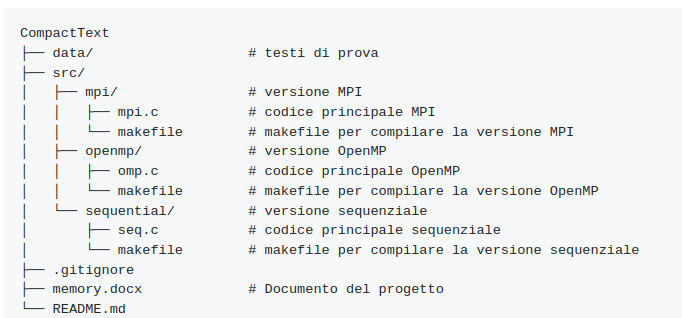 CompactText
├── data/                   # testi di prova
├── src/
│   ├── mpi/                # versione MPI
│   │   ├── mpi.c           # codice principale MPI
│   │   └── makefile        # makefile per compilare la versione MPI
│   ├── openmp/             # versione OpenMP
│   │   ├── omp.c           # codice principale OpenMP
│   │   └── makefile        # makefile per compilare la versione OpenMP
│   └── sequential/         # versione sequenziale
│       ├── seq.c           # codice principale sequenziale
│       └── makefile        # makefile per compilare la versione sequenziale
├── .gitignore
├── memory.docx             # Documento del progetto
└── README.md